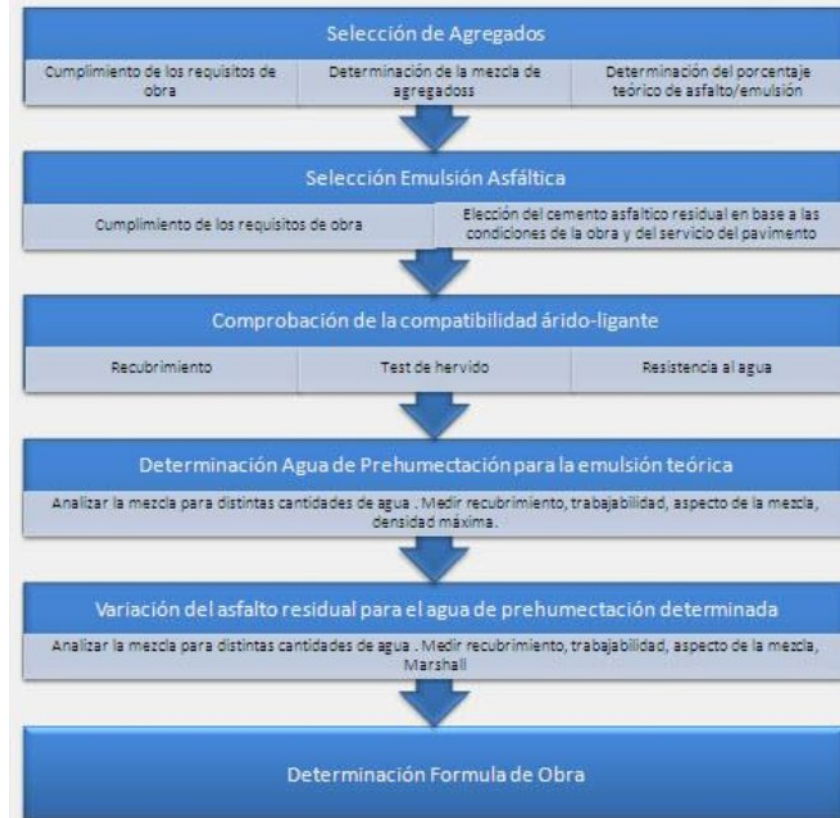 Selección de Agregados
Cumplimiento de los requisitos de
obra
Determinación de la mezcla de
agregadoss
Determinación del porcentaje
teórico de asfalto/emulsión
Selección Emulsión Asfáltica
Cumplimiento de los requisitos de obra
Elección del cemento asfaltico residual en base a las
condiciones de la obra y del servicio del pavimento
Comprobación de la compatibilidad árido-ligante
Recubrimiento
Test de hervido
Resistencia al agua
Determinación Agua de Prehumectación para la emulsión teórica
Analizar la mezcla para distintas cantidades de agua . Medir recubrimiento, trabajabilidad, aspecto de la mezcla,
densidad máxima.
Variación del asfalto residual para el agua de prehumectación determinada
Analizar la mezcla para distintas cantidades de agua . Medir recubrimiento, trabajabilidad, aspecto de la mezcla,
Marshall
Determinación Formula de Obra